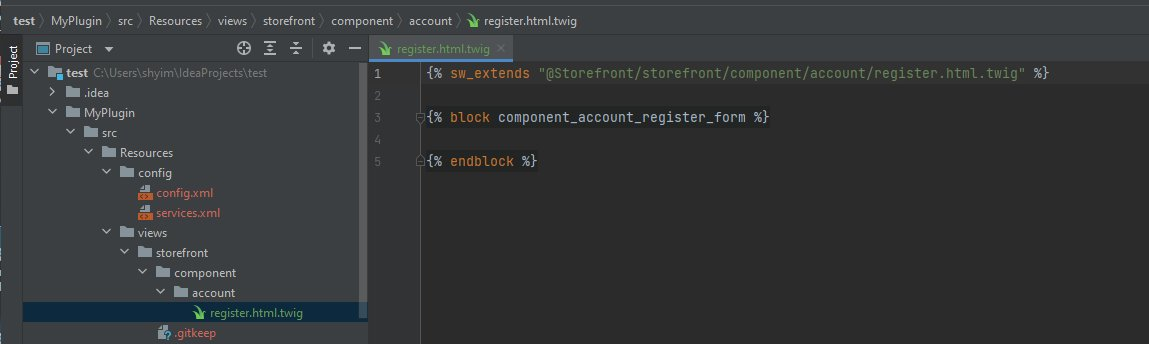 test MyPlugin src Resources views storefront component account register.html.twig
Project
Project
register.html.twig
test C:\Users\shyim\IdeaProjects\test
.idea
MyPlugin
src
Resources
config
config.xml
services.xml
views
storefront
component
account
register.html.twig
.gitkeep
1 {% sw_extends "@Storefront/storefront/component/account/register.html.twig" %}
2
3 {% block component_account_register_form %}
4
5 {% endblock %}